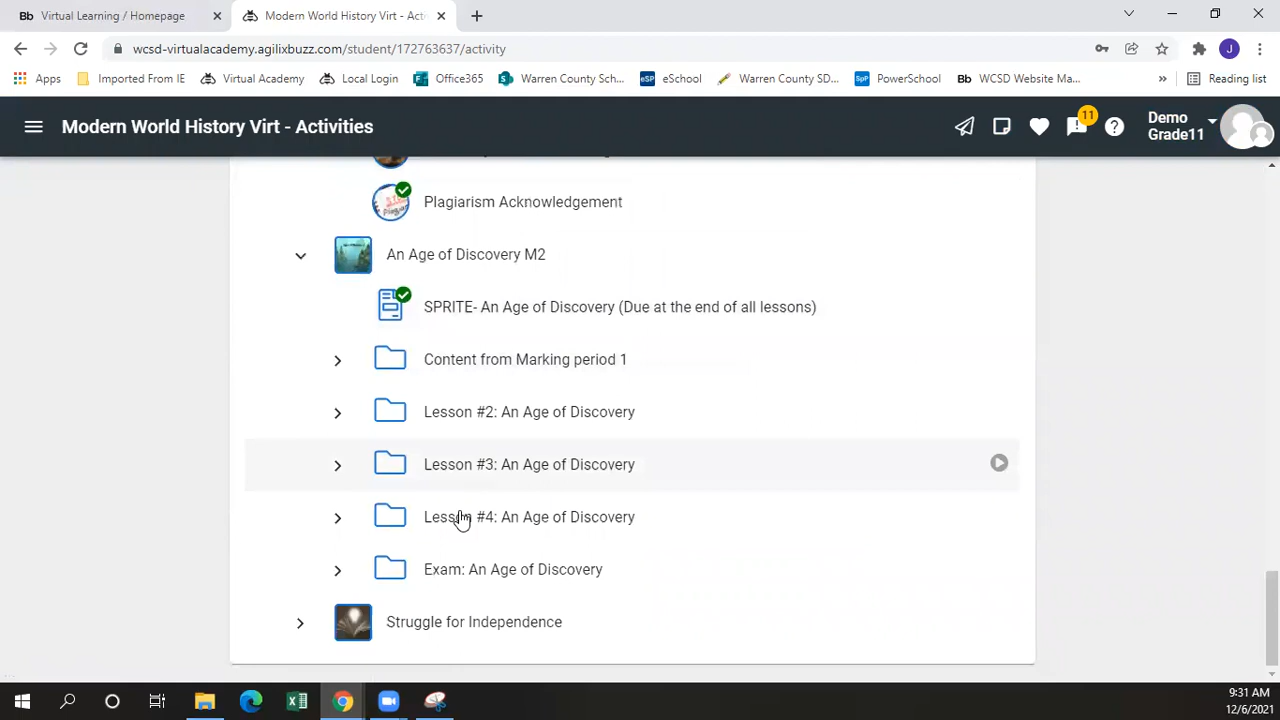 Bb Virtual Learning / Homepage
Modern World History Virt - Acti
wcsd-virtualacademy.agilixbuzz.com/student/172763637/activity
J
Apps Imported From IE Virtual Academy Local Login Office365 Warren County Sch... eSP eSchool Warren County SD... SpP PowerSchool Bb WCSD Website Ma... » Reading list
Modern World History Virt - Activities
11
Demo
Grade11
Plagiarism Acknowledgement
An Age of Discovery M2
SPRITE- An Age of Discovery (Due at the end of all lessons)
Content from Marking period 1
Lesson #2: An Age of Discovery
Lesson #3: An Age of Discovery
Lesson #4: An Age of Discovery
Exam: An Age of Discovery
Struggle for Independence
9:31 AM
12/6/2021